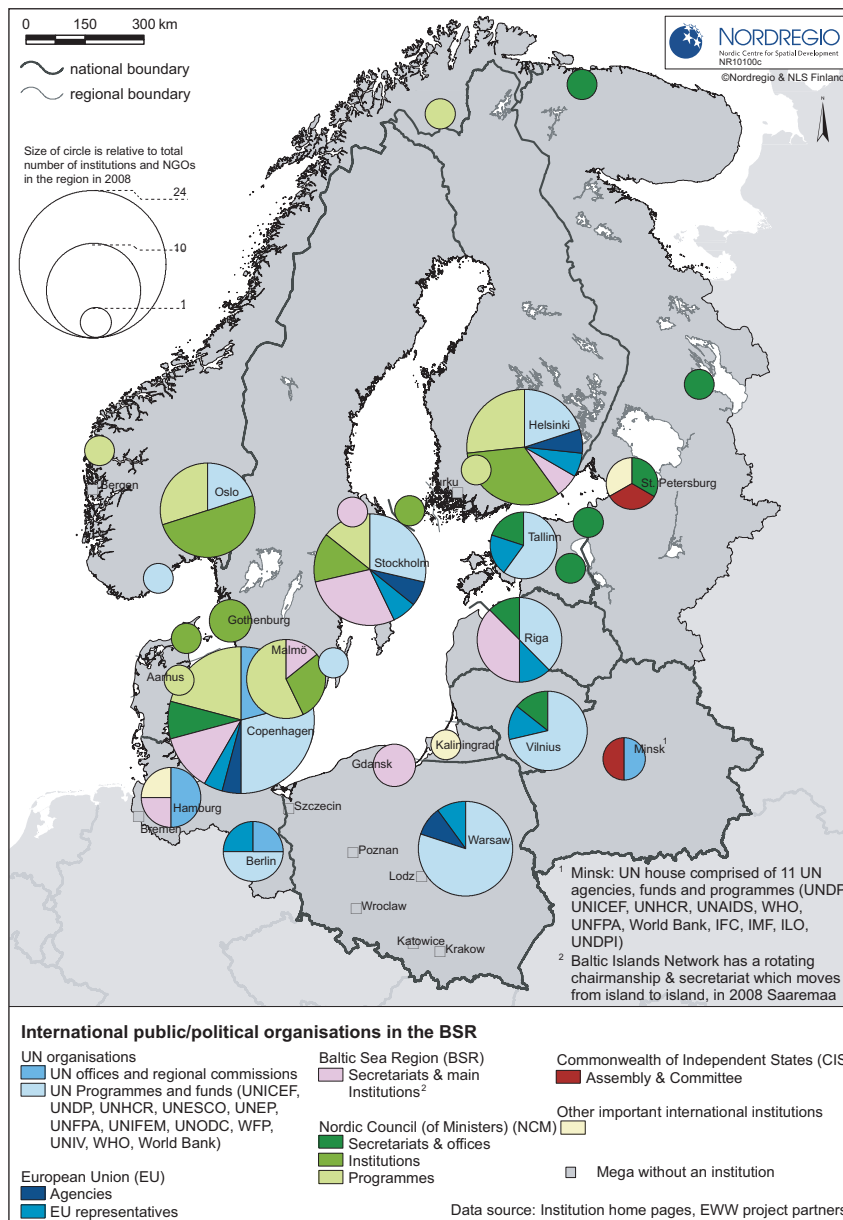 0 150 300 km
national boundary
regional boundary
Size of circle is relative to total
number of institutions and NGOs
in the region in 2008
24
10
1
NORDREGIO
Nordic Centre for Spatial Development
NR10100c
©Nordregio & NLS Finland
N
Helsinki
Bergen
Oslo
Turku
St. Petersburg
Tallinn
Stockholm
Gothenburg
Riga
Malmö
Aarhus
Copenhagen
Kaliningrad
Vilnius
Minsk1
Gdansk
Hamburg
Szczecin
Bremen
Berlin
Poznan
Warsaw
Lodz
Wroclaw
Katowice
Krakow
1 Minsk: UN house comprised of 11 UN
agencies, funds and programmes (UNDP
UNICEF, UNHCR, UNAIDS, WHO,
UNFPA, World Bank, IFC, IMF, ILO,
UNDPI)
2 Baltic Islands Network has a rotating
chairmanship & secretariat which moves
from island to island, in 2008 Saaremaa
International public/political organisations in the BSR
UN organisations
UN offices and regional commissions
UN Programmes and funds (UNICEF,
UNDP, UNHCR, UNESCO, UNEP,
UNFPA, UNIFEM, UNODC, WFP,
UNIV, WHO, World Bank)
European Union (EU)
Agencies
EU representatives
Baltic Sea Region (BSR)
Secretariats & main
Institutions2
Nordic Council (of Ministers) (NCM)
Secretariats & offices
Institutions
Programmes
Commonwealth of Independent States (CIS
Assembly & Committee
Other important international institutions
Mega without an institution
Data source: Institution home pages, EWW project partners